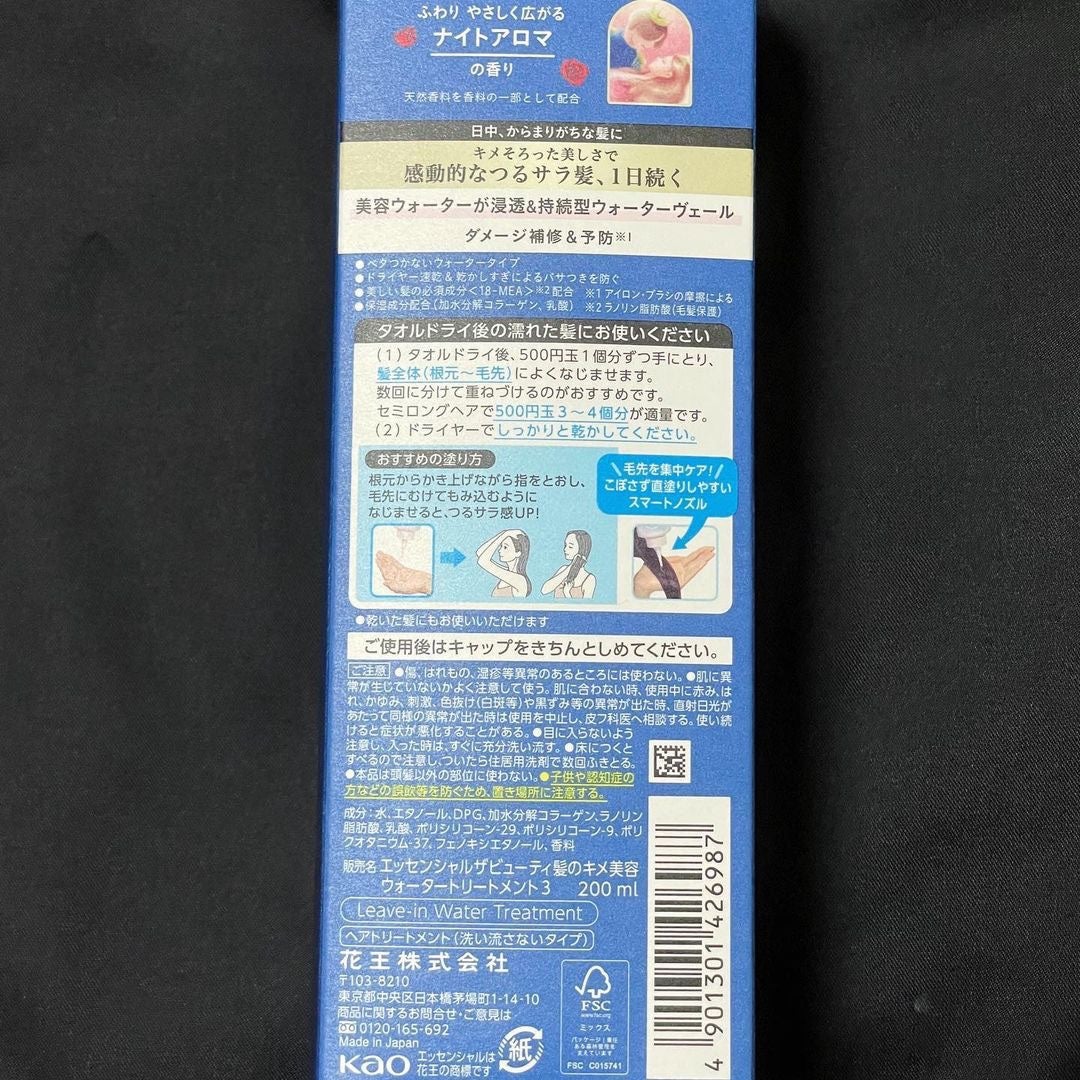 ふわり やさしく広がる
ナイトアロマ
の香り
天然香料を香料の一部として配合
日中、からまりがちな髪に
キメそろった美しさで
感動的なつるサラ髪、1日続く
美容ウォーターが浸透&持続型ウォーターヴェール
ダメージ補修&予防※1
●ベタつかないウォータータイプ
●ドライヤー速乾&乾かしすぎによるパサつきを防ぐ
●美しい髪の必須成分<18-MEA>※2配合 ※1 アイロン・ブラシの摩擦による
●保湿成分配合(加水分解コラーゲン、乳酸) ※2 ラノリン脂肪酸(毛髪保護)
タオルドライ後の濡れた髪にお使いください
(1)タオルドライ後、500円玉1個分ずつ手にとり、
髪全体(根元~毛先)によくなじませます。
数回に分けて重ねづけるのがおすすめです。
セミロングヘアで500円玉3~4個分が適量です。
(2)ドライヤーでしっかりと乾かしてください。
おすすめの塗り方
根元からかき上げながら指をとおし、
毛先にむけてもみ込むように
なじませると、つるサラ感UP!
毛先を集中ケア!
こぼさず直塗りしやすい
スマートノズル
●乾いた髪にもお使いいただけます
ご使用後はキャップをきちんとしめてください。
ご注意 ●傷、はれもの、湿疹等異常のあるところには使わない。●肌に異
常が生じていないかよく注意して使う。肌に合わない時、使用中に赤み、は
れ、かゆみ、刺激、色抜け(白斑等)や黒ずみ等の異常が出た時、直射日光が
あたって同様の異常が出た時は使用を中止し、皮フ科医へ相談する。使い続
けると症状が悪化することがある。●目に入らないよう
注意し、入った時は、すぐに充分洗い流す。●床につくと
すべるので注意し、ついたら住居用洗剤で数回ふきとる。
●本品は頭髪以外の部位に使わない。●子供や認知症の
方などの誤飲等を防ぐため、置き場所に注意する。
成分:水、エタノール、DPG、加水分解コラーゲン、ラノリン
脂肪酸、乳酸、ポリシリコーン-29、ポリシリコーン-9、ポリ
クオタニウム-37、フェノキシエタノール、香料
販売名 エッセンシャルザビューティ髪のキメ美容
ウォータートリートメント3 200 ml
Leave-in Water Treatment
ヘアトリートメント(洗い流さないタイプ)
花王株式会社
〒103-8210
東京都中央区日本橋茅場町1-14-10
商品に関するお問合せ・ご意見は
0120-165-692
Made in Japan
Kao エッセンシャルは
花王の商標です
紙
FSC
www.fsc.org
ミックス
パッケージ|責任
ある森林管理を
支えています
FSC C015741
4 901301 426987